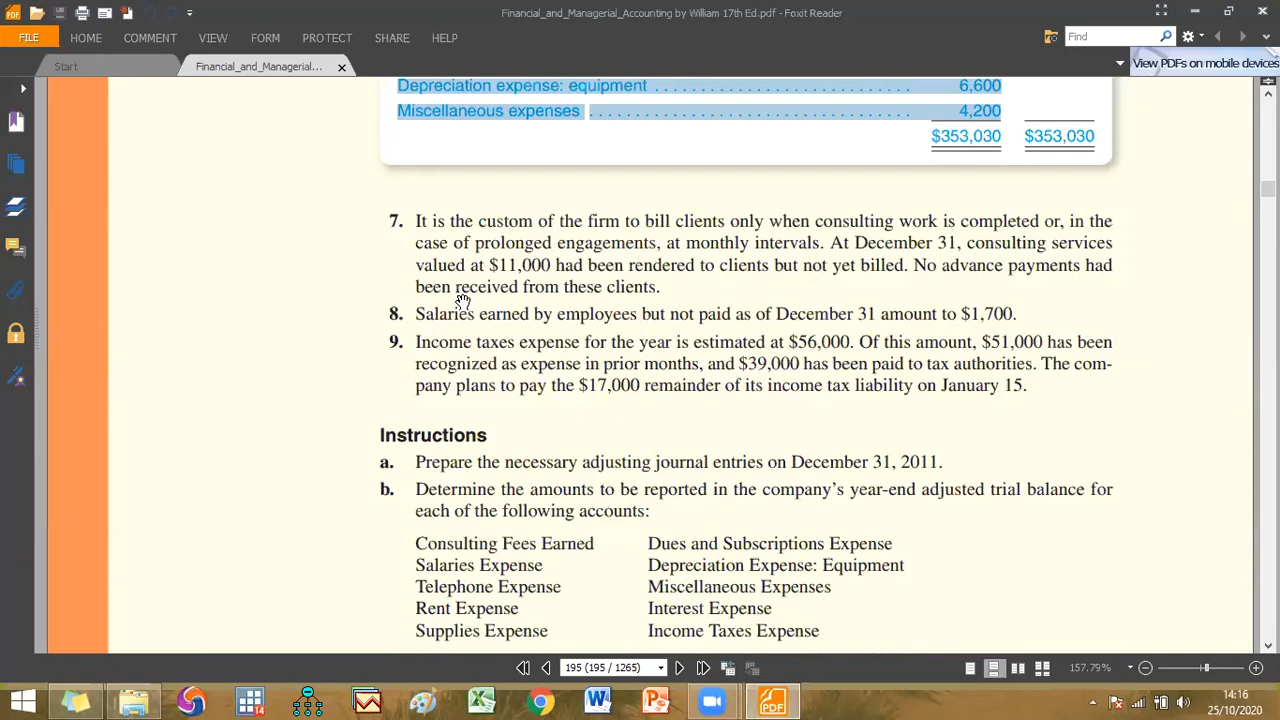 Financial_and_Managerial_Accounting by William 17th Ed.pdf - Foxit Reader
FILE HOME COMMENT VIEW FORM PROTECT SHARE HELP Find
Start Financial_and_Managerial... View PDFs on mobile devices
Depreciation expense: equipment . . . . . . . . . . . . . . . . . . . . . . . . . . . . . . 6,600
Miscellaneous expenses . . . . . . . . . . . . . . . . . . . . . . . . . . . . . . . . . . . . . 4,200
$353,030 $353,030
7. It is the custom of the firm to bill clients only when consulting work is completed or, in the
case of prolonged engagements, at monthly intervals. At December 31, consulting services
valued at $11,000 had been rendered to clients but not yet billed. No advance payments had
been received from these clients.
8. Salaries earned by employees but not paid as of December 31 amount to $1,700.
9. Income taxes expense for the year is estimated at $56,000. Of this amount, $51,000 has been
recognized as expense in prior months, and $39,000 has been paid to tax authorities. The com-
pany plans to pay the $17,000 remainder of its income tax liability on January 15.
Instructions
a. Prepare the necessary adjusting journal entries on December 31, 2011.
b. Determine the amounts to be reported in the company's year-end adjusted trial balance for
each of the following accounts:
Consulting Fees Earned Dues and Subscriptions Expense
Salaries Expense Depreciation Expense: Equipment
Telephone Expense Miscellaneous Expenses
Rent Expense Interest Expense
Supplies Expense Income Taxes Expense
195 (195 / 1265) 157.79%
14:16
25/10/2020